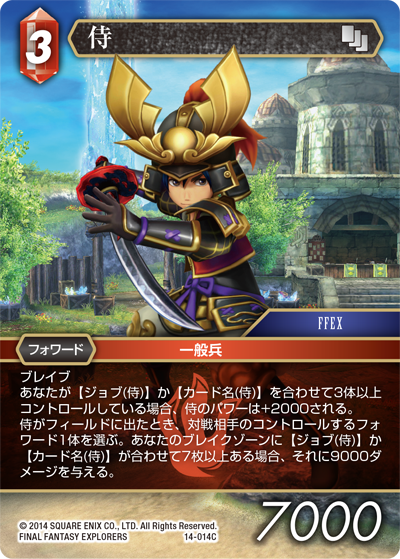 3
侍
FFEX
フォワード
一般兵
ブレイブ
あなたが【ジョブ(侍)】か【カード名(侍)】を合わせて3体以上
コントロールしている場合、侍のパワーは+2000される。
侍がフィールドに出たとき、対戦相手のコントロールするフォ
ワード1体を選ぶ。あなたのブレイクゾーンに【ジョブ(侍)】か
【カード名(侍)】が合わせて7枚以上ある場合、それに9000ダ
メージを与える。
© 2014 SQUARE ENIX CO., LTD. All Rights Reserved.
FINAL FANTASY EXPLORERS
14-014C
7000